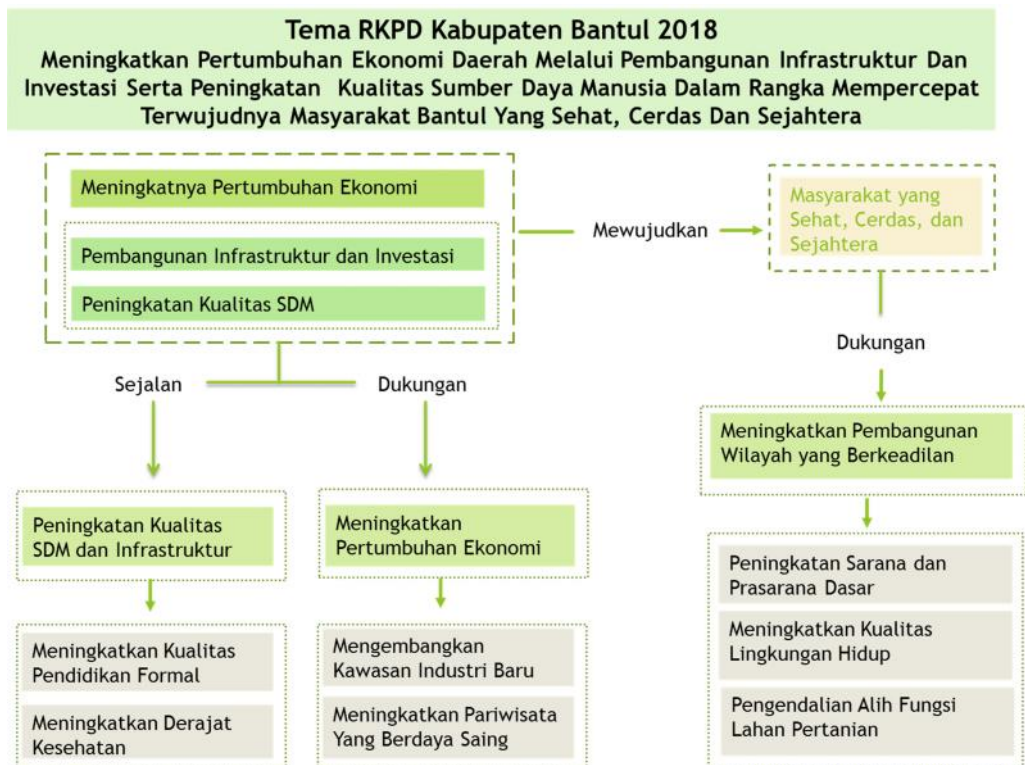 Tema RKPD Kabupaten Bantul 2018
Meningkatkan Pertumbuhan Ekonomi Daerah Melalui Pembangunan Infrastruktur Dan
Investasi Serta Peningkatan Kualitas Sumber Daya Manusia Dalam Rangka Mempercepat
Terwujudnya Masyarakat Bantul Yang Sehat, Cerdas Dan Sejahtera
Meningkatnya Pertumbuhan Ekonomi
Pembangunan Infrastruktur dan Investasi
Peningkatan Kualitas SDM
Mewujudkan
Masyarakat yang
Sehat, Cerdas, dan
Sejahtera
Sejalan
Dukungan
Dukungan
Peningkatan Kualitas
SDM dan Infrastruktur
Meningkatkan
Pertumbuhan Ekonomi
Meningkatkan Pembangunan
Wilayah yang Berkeadilan
Meningkatkan Kualitas
Pendidikan Formal
Meningkatkan Derajat
Kesehatan
Mengembangkan
Kawasan Industri Baru
Meningkatkan Pariwisata
Yang Berdaya Saing
Peningkatan Sarana dan
Prasarana Dasar
Meningkatkan Kualitas
Lingkungan Hidup
Pengendalian Alih Fungsi
Lahan Pertanian